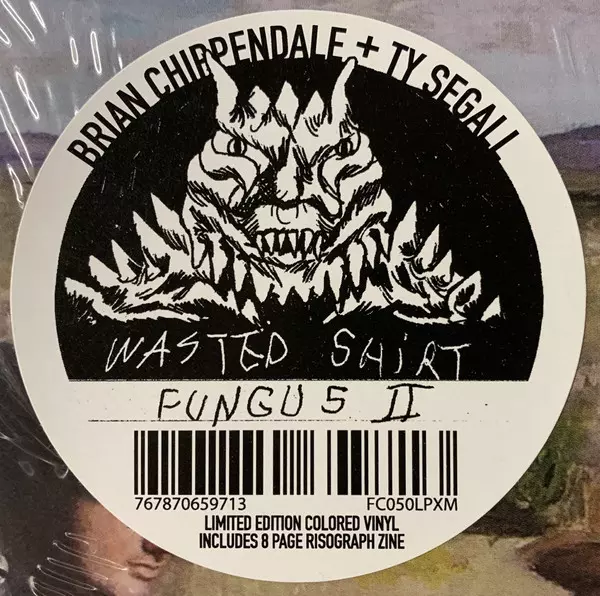 BRIAN CHIPPENDALE + TY SEGALL
WASTED SHIRT
FUNGUS II
767870659713 FC050LPXM
LIMITED EDITION COLORED VINYL
INCLUDES 8 PAGE RISOGRAPH ZINE